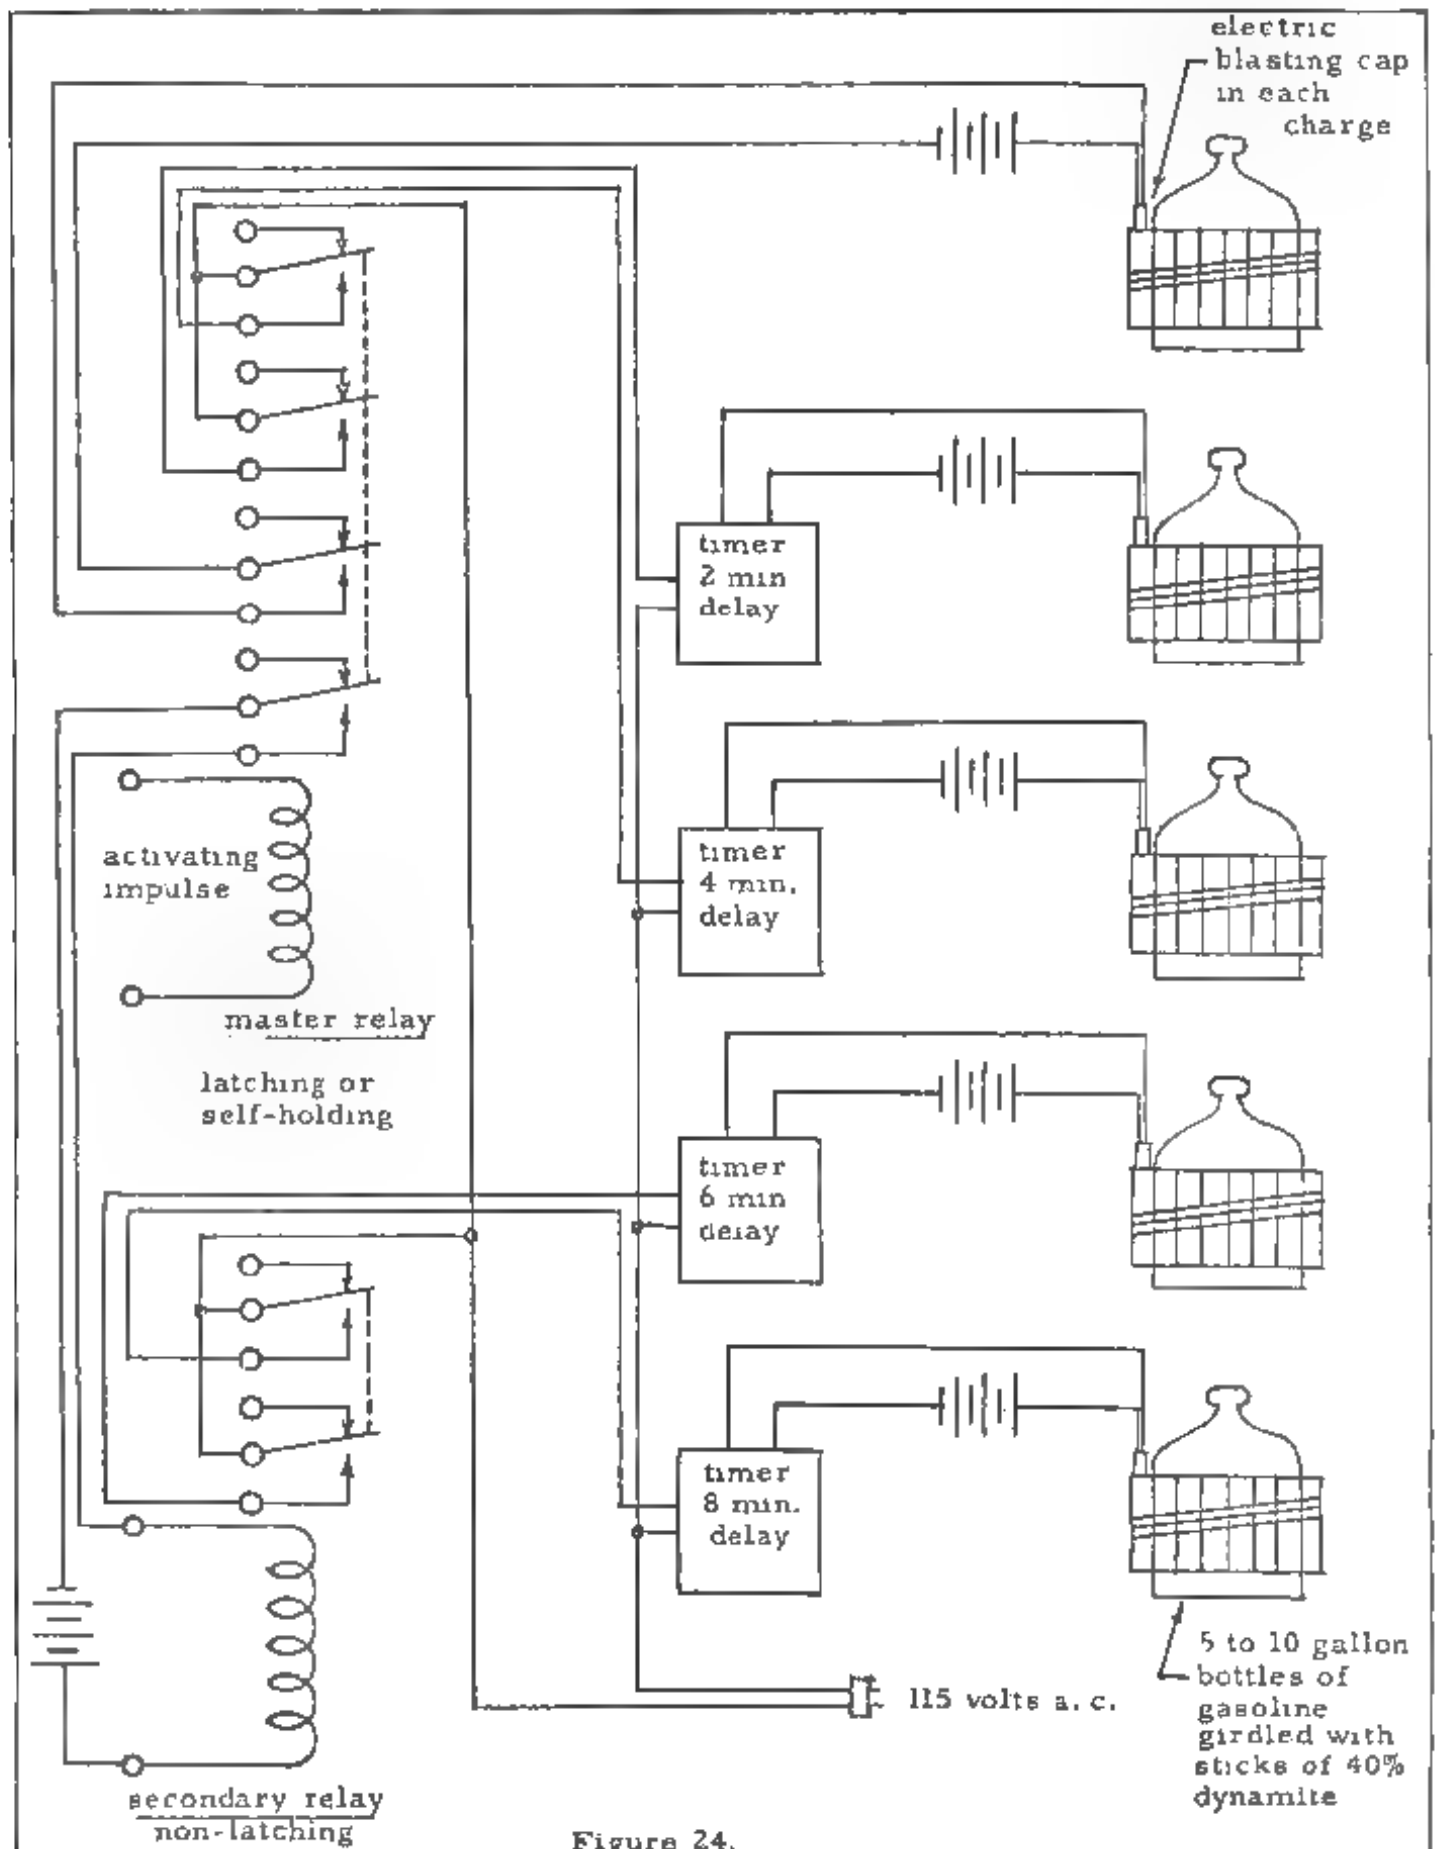 electric
blasting cap
in each
charge
timer
2 min
delay
timer
4 min.
delay
activating
impulse
master relay
latching or
self-holding
timer
6 min
delay
timer
8 min.
delay
5 to 10 gallon
bottles of
gasoline
girdled with
sticks of 40%
dynamite
115 volts a. c.
secondary relay
non-latching
Figure 24.